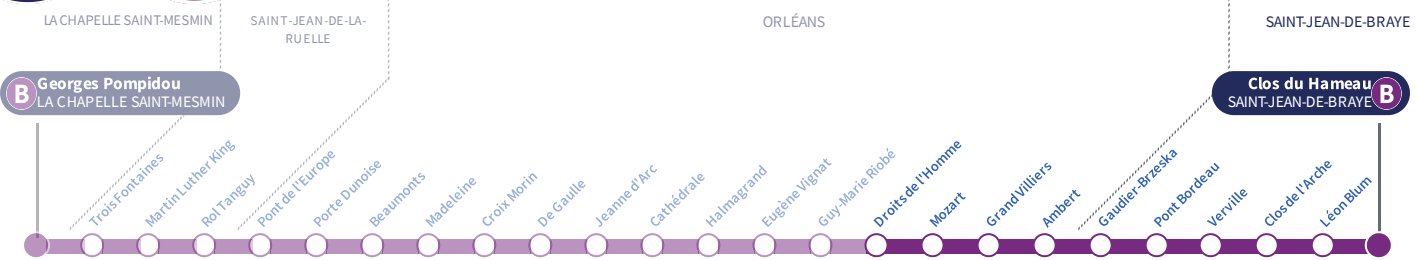 LA CHAPELLE SAINT-MESMIN
SAINT-JEAN-DE-LA-
RUELLE
ORLÉANS
SAINT-JEAN-DE-BRAYE
B
Georges Pompidou
LA CHAPELLE SAINT-MESMIN
Clos du Hameau
SAINT-JEAN-DE-BRAYE
B
Trois Fontaines
Martin Luther King
Rol Tanguy
Pont de l'Europe
Porte Dunoise
Beaumonts
Madeleine
Croix Morin
De Gaulle
Jeanne d'Arc
Cathédrale
Halmagrand
Eugène Vignat
Guy-Marie Riobé
Droits de l'Homme
Mozart
Grand Villiers
Ambert
Gaudier-Brzeska
Pont Bordeau
Verville
Clos de l'Arche
Léon Blum